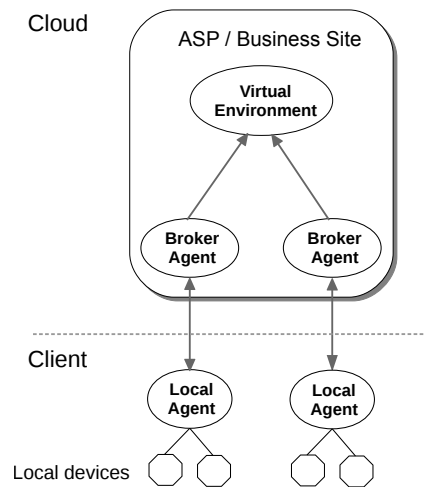 Cloud
ASP / Business Site
Virtual
Environment
Broker
Agent
Broker
Agent
Client
Local
Agent
Local
Agent
Local devices